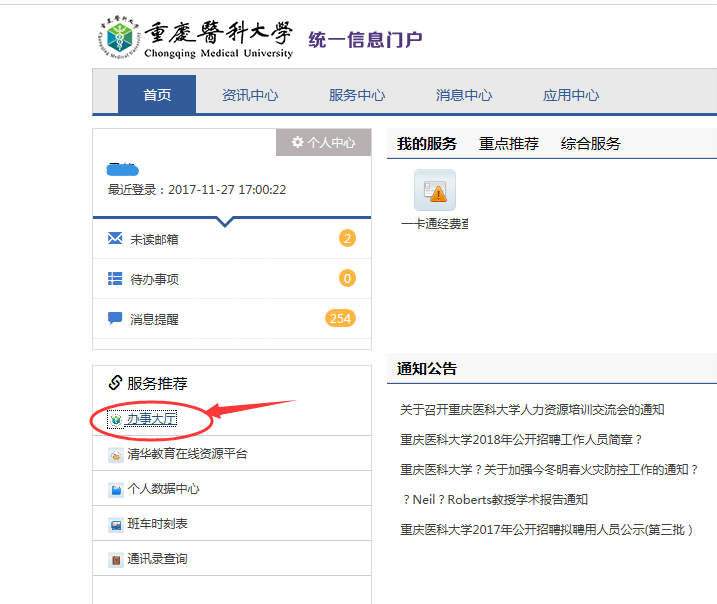 重慶醫科大學
Chongqing Medical University
统一信息门户
首页 资讯中心 服务中心 消息中心 应用中心
个人中心
最近登录：2017-11-27 17:00:22
未读邮箱 2
待办事项 0
消息提醒 254
服务推荐
办事大厅
清华教育在线资源平台
个人数据中心
班车时刻表
通讯录查询
我的服务 重点推荐 综合服务
一卡通经费查
通知公告
关于召开重庆医科大学人力资源培训交流会的通知
重庆医科大学2018年公开招聘工作人员简章？
重庆医科大学？关于加强今冬明春火灾防控工作的通知？
？Neil？Roberts教授学术报告通知
重庆医科大学2017年公开招聘拟聘用人员公示(第三批）